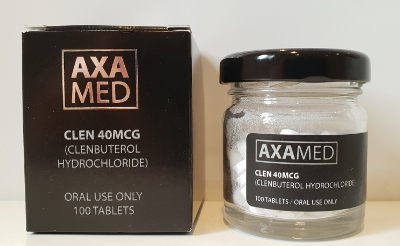 AXA
MED
CLEN 40MCG
(CLENBUTEROL
HYDROCHLORIDE)
ORAL USE ONLY
100 TABLETS
AXAMED
CLEN 40MCG
(CLENBUTEROL HYDROCHLORIDE
100 TABLETS / ORAL USE ONLY